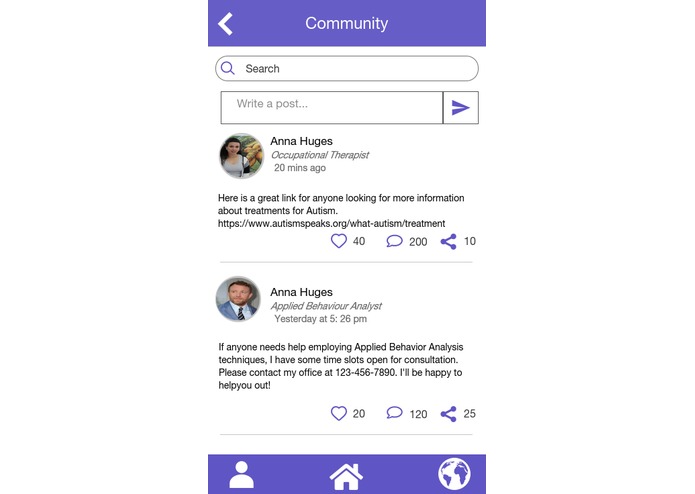 Community
Search
Write a post...
Anna Huges
Occupational Therapist
20 mins ago
Here is a great link for anyone looking for more information
about treatments for Autism.
https://www.autismspeaks.org/what-autism/treatment
40 200 10
Anna Huges
Applied Behaviour Analyst
Yesterday at 5: 26 pm
If anyone needs help employing Applied Behavior Analysis
techniques, I have some time slots open for consultation.
Please contact my office at 123-456-7890. I'll be happy to
helpyou out!
20 120 25